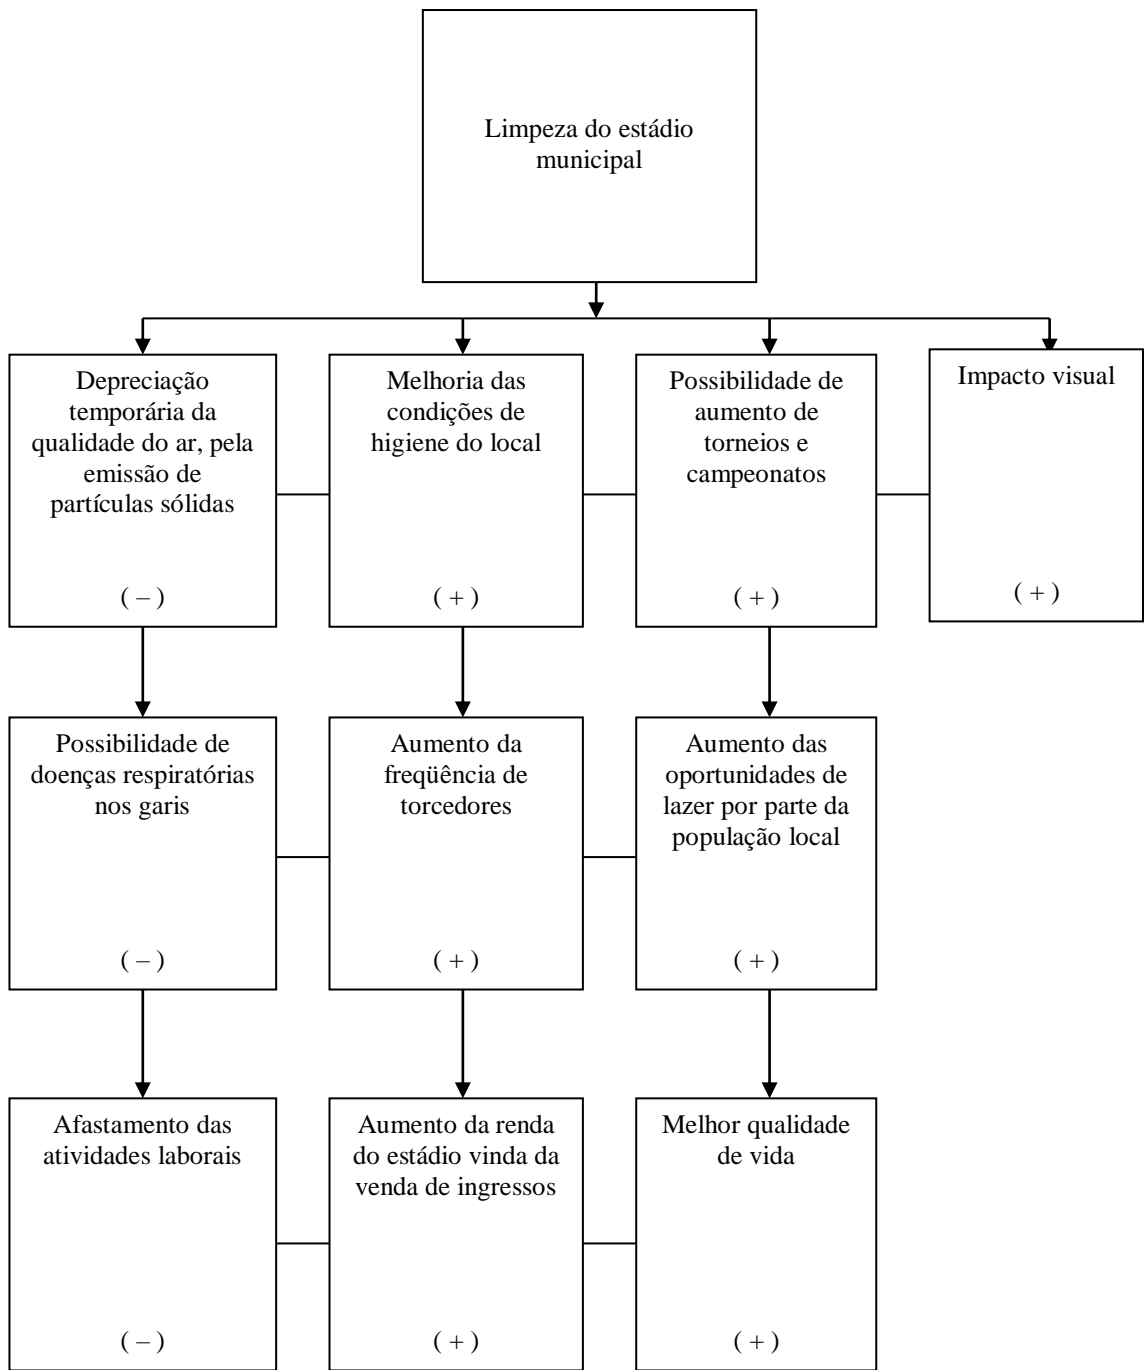 Limpeza do estádio
municipal
Depreciação
temporária da
qualidade do ar, pela
emissão de
partículas sólidas
( – )
Melhoria das
condições de
higiene do local
( + )
Possibilidade de
aumento de
torneios e
campeonatos
( + )
Impacto visual
( + )
Possibilidade de
doenças respiratórias
nos garis
( – )
Aumento da
freqüência de
torcedores
( + )
Aumento das
oportunidades de
lazer por parte da
população local
( + )
Afastamento das
atividades laborais
( – )
Aumento da renda
do estádio vinda da
venda de ingressos
( + )
Melhor qualidade
de vida
( + )